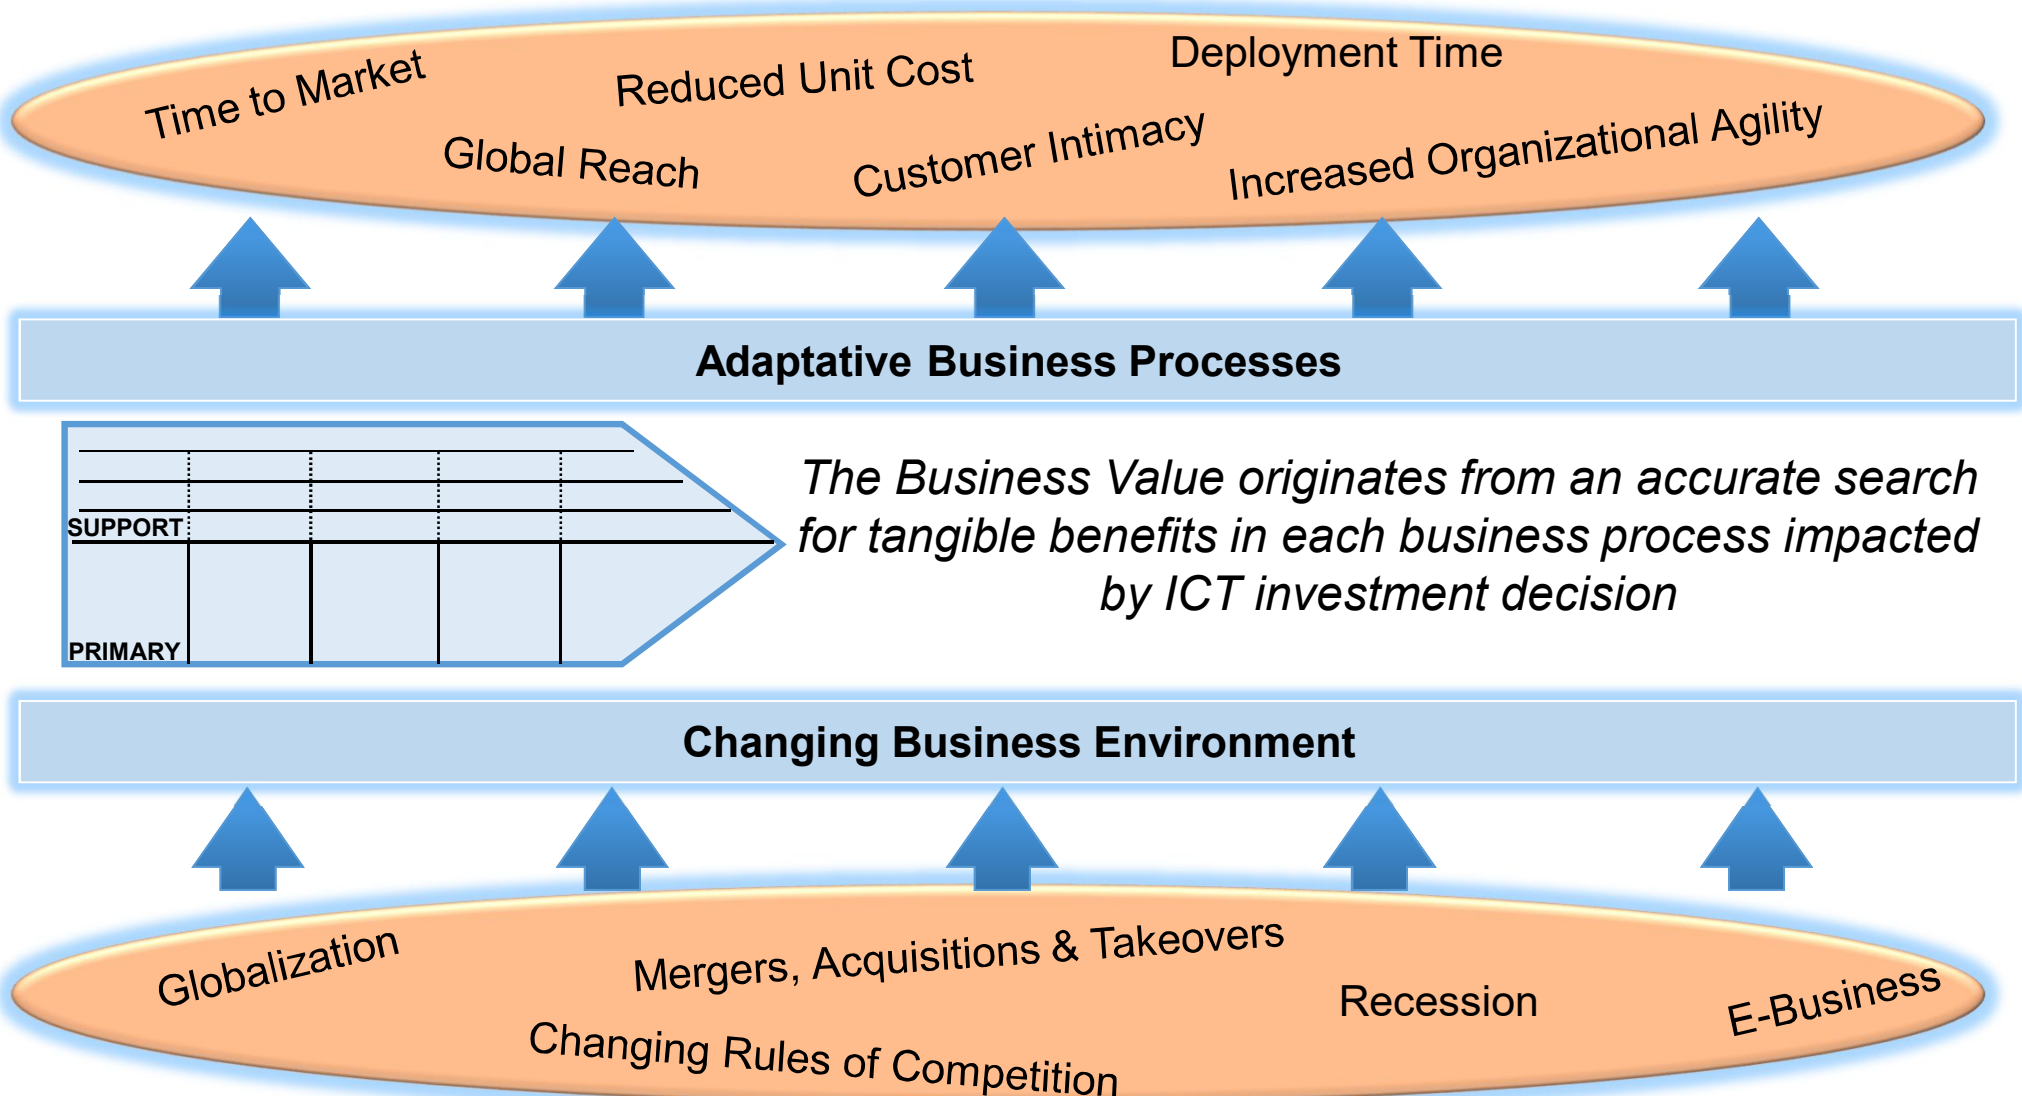 Time to Market
Reduced Unit Cost
Deployment Time
Global Reach
Customer Intimacy
Increased Organizational Agility
Adaptative Business Processes
SUPPORT
PRIMARY
The Business Value originates from an accurate search
for tangible benefits in each business process impacted
by ICT investment decision
Changing Business Environment
Globalization
Mergers, Acquisitions & Takeovers
Recession
E-Business
Changing Rules of Competition